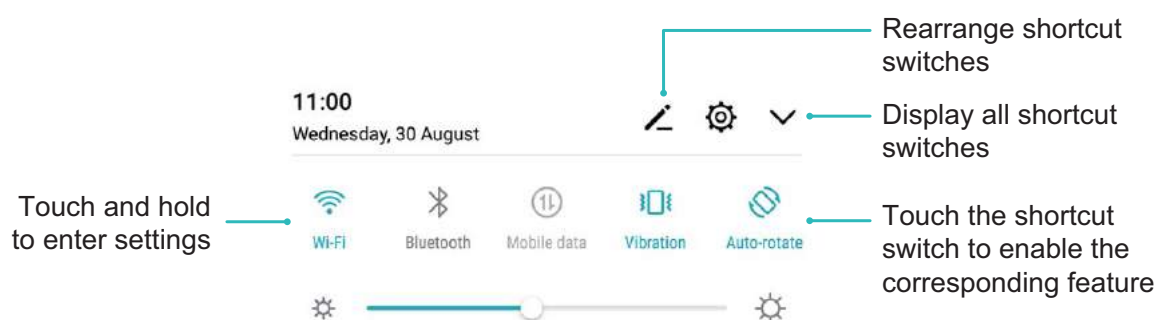 Rearrange shortcut
switches
11:00
Wednesday, 30 August
Display all shortcut
switches
Touch and hold
to enter settings
Wi-Fi
Bluetooth
Mobile data
Vibration
Auto-rotate
Touch the shortcut
switch to enable the
corresponding feature